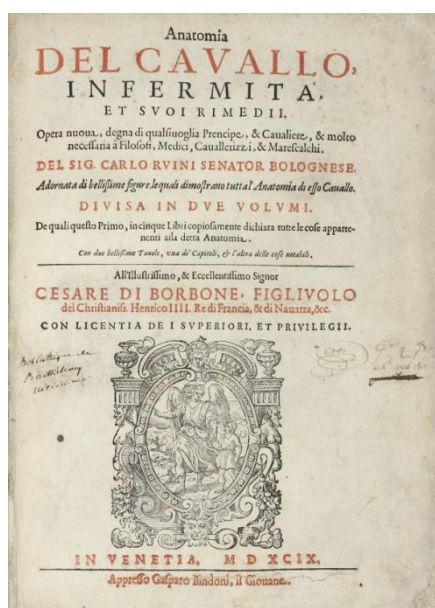 Anatomia
DEL CAVALLO,
INFERMITA,
ET SVOI RIMEDII.
Opera nuoua, degna di qualsiuoglia Prencipe, & Caualiere, & molto
necessaria à Filosofi, Medici, Cauallerizzi, & Marescalchi.
DEL SIG. CARLO RVINI SENATOR BOLOGNESE.
Adornata di bellissime figure, lequali dimostrano tutta l'Anatomia di esso Cauallo.
DIVISA IN DVE VOLVMI.
De quali questo Primo, in cinque Libri copiosamente dichiara tutte le cose apparte-
nenti alla detta Anatomia.
Con due bellissime Tauole, vna de' Capitoli, & l'altra delle cose notabili.
All'Illustrissimo, & Eccellentissimo Signor
CESARE DI BORBONE, FIGLIVOLO
del Christianiss. Henrico IIII. Re di Francia, & di Nauarra, &c.
CON LICENTIA DE I SVPERIORI, ET PRIVILEGII.
Bibliothèque de
IN VENETIA, M D XCIX.
Appresso Gasparo Bindoni, il Giouane.